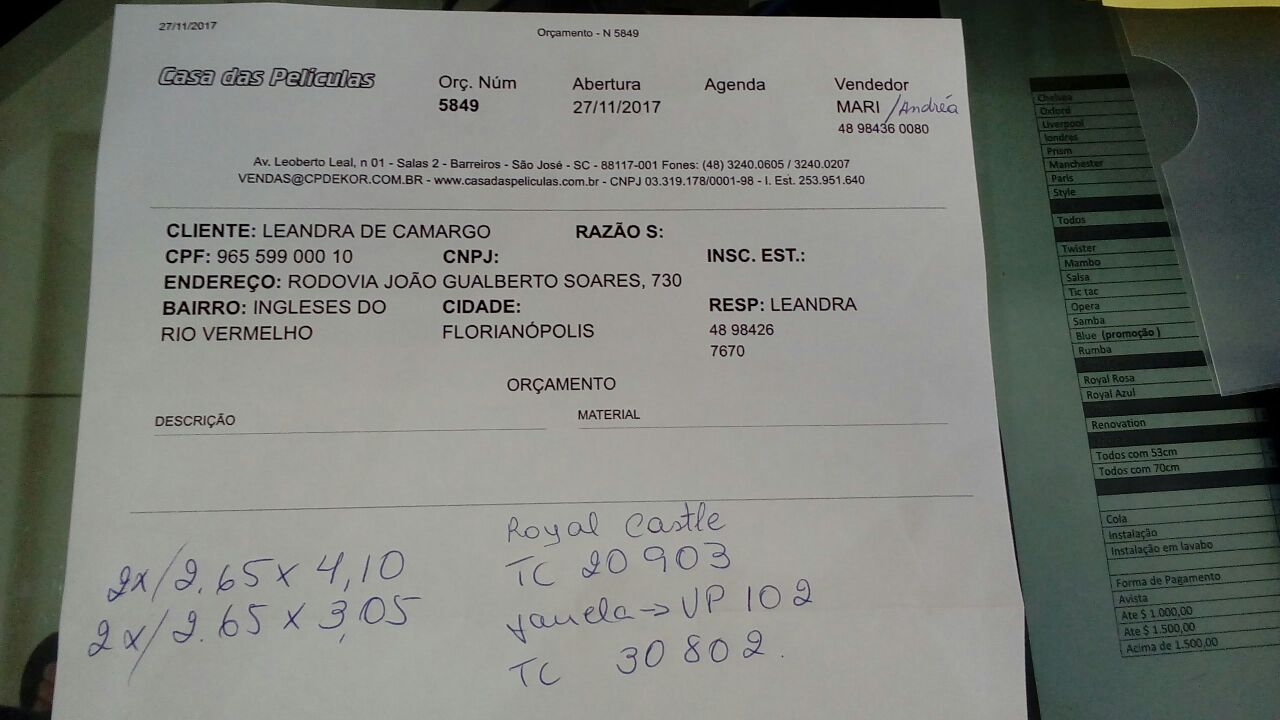 27/11/2017
Orçamento - N 5849
Casa das Peliculas
Orç. Núm Abertura Agenda Vendedor
5849 27/11/2017 MARI /Andréa
48 98436 0080
Av. Leoberto Leal, n 01 - Salas 2 - Barreiros - São José - SC - 88117-001 Fones: (48) 3240.0605 / 3240.0207
VENDAS@CPDEKOR.COM.BR - www.casadaspeliculas.com.br - CNPJ 03.319.178/0001-98 - I. Est. 253.951.640
CLIENTE: LEANDRA DE CAMARGO RAZÃO S:
CPF: 965 599 000 10 CNPJ: INSC. EST.:
ENDEREÇO: RODOVIA JOÃO GUALBERTO SOARES, 730
BAIRRO: INGLESES DO CIDADE: RESP: LEANDRA
RIO VERMELHO FLORIANÓPOLIS 48 98426
7670
ORÇAMENTO
DESCRIÇÃO MATERIAL
2x/2.65 x 4,10
2x/2.65 x 3,05
Royal Castle
TC 20903
janela → VP 102
TC 30802.
Chelsea
Oxford
Liverpool
londres
Prism
Manchester
Paris
Style
Todos
Twister
Mambo
Salsa
Tic tac
Opera
Samba
Blue (promoção)
Rumba
Royal Rosa
Royal Azul
Renovation
Todos com 53cm
Todos com 70cm
Cola
Instalação
Instalação em lavabo
Forma de Pagamento
Avista
Ate $ 1.000,00
Ate $ 1.500,00
Acima de 1.500,00